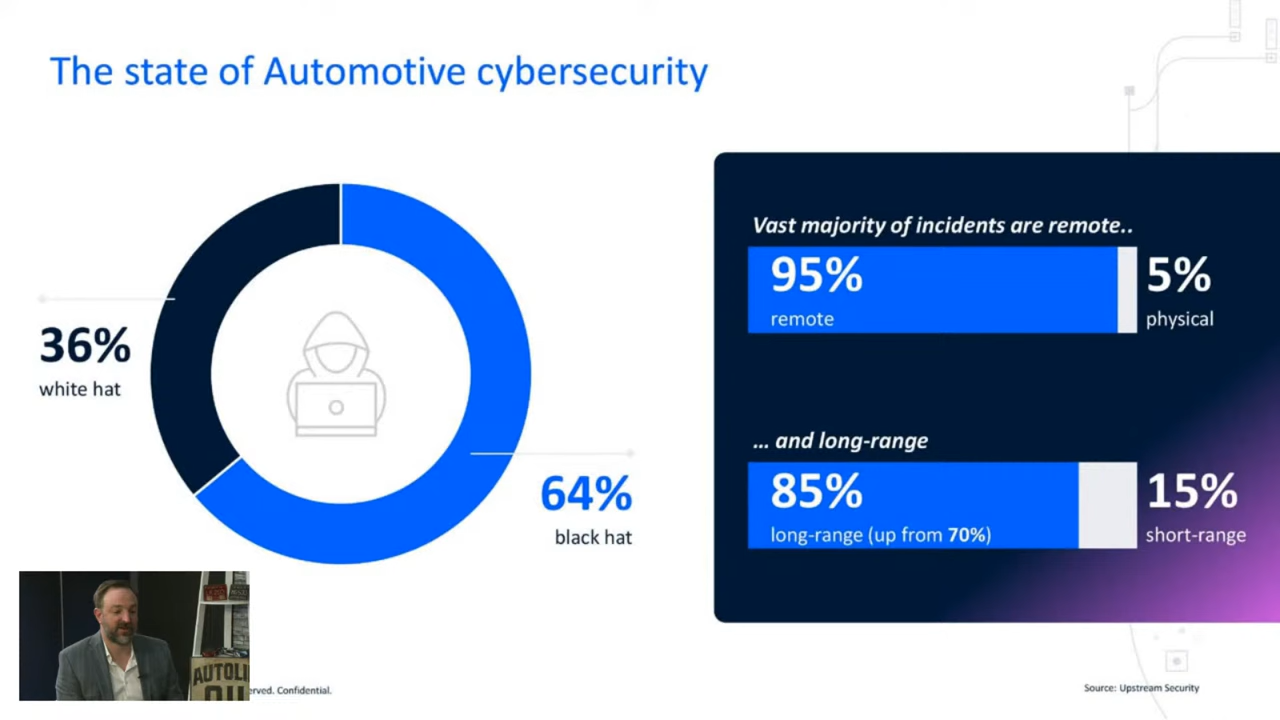 The state of Automotive cybersecurity
36%
white hat
64%
black hat
Vast majority of incidents are remote..
95%
remote
5%
physical
... and long-range
85%
long-range (up from 70%)
15%
short-range
AUTOLI
erved. Confidential.
Source: Upstream Security